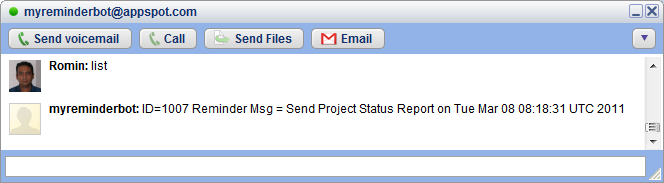 myreminderbot@appspot.com
Send voicemail Call Send Files Email
Romin: list
myreminderbot: ID=1007 Reminder Msg = Send Project Status Report on Tue Mar 08 08:18:31 UTC 2011